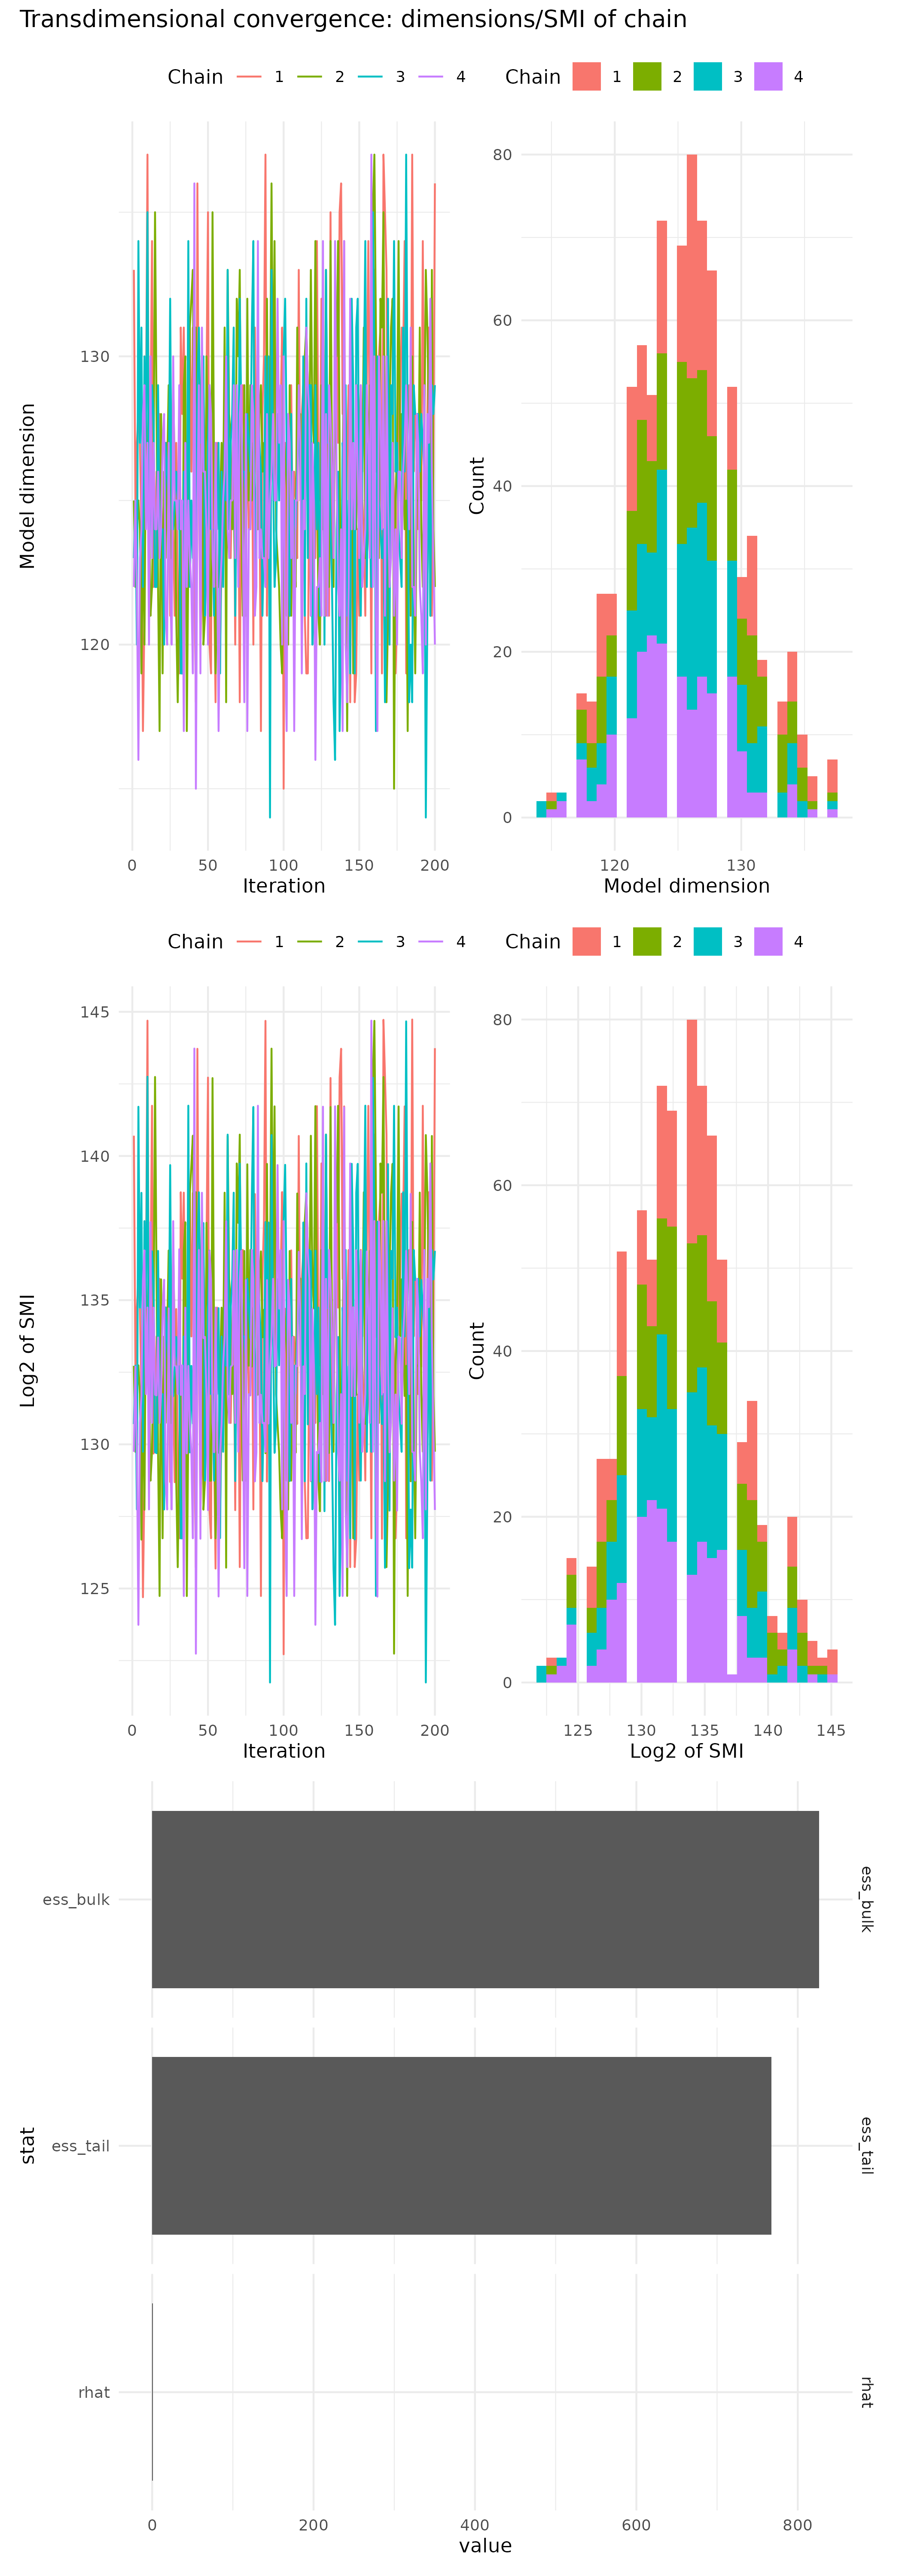 Transdimensional convergence: dimensions/SMI of chain
Chain 1 2 3 4
Chain 1 2 3 4
Model dimension
130
120
0 50 100 150 200
Iteration
Count
80
60
40
20
0
120 130
Model dimension
Chain 1 2 3 4
Chain 1 2 3 4
Log2 of SMI
145
140
135
130
125
0 50 100 150 200
Iteration
Count
80
60
40
20
0
125 130 135 140 145
Log2 of SMI
stat
ess_bulk
ess_bulk
ess_tail
ess_tail
rhat
rhat
0 200 400 600 800
value